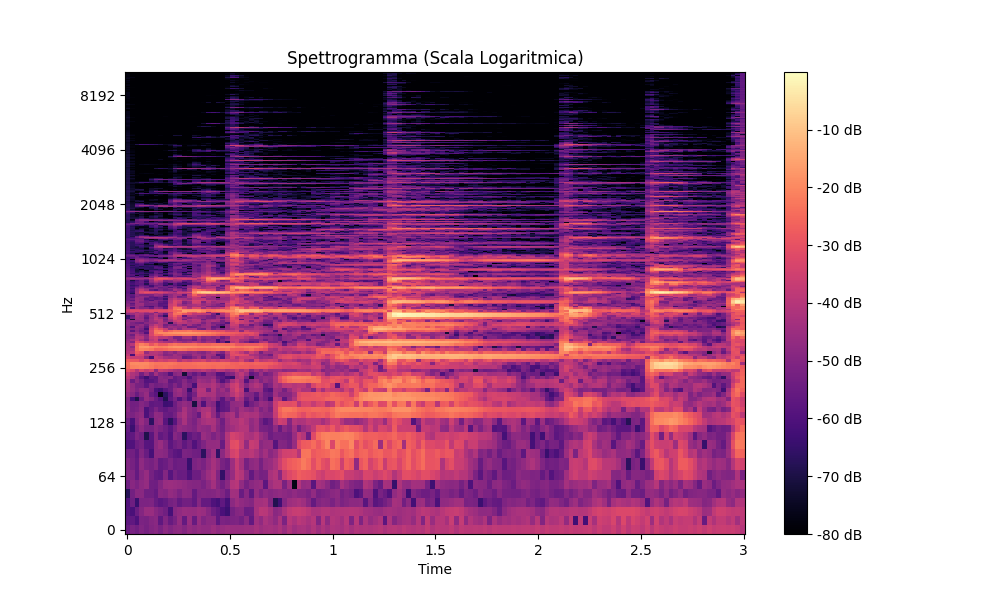 Spettrogramma (Scala Logaritmica)
Hz
8192
4096
2048
1024
512
256
128
64
0
0 0.5 1 1.5 2 2.5 3
Time
-10 dB
-20 dB
-30 dB
-40 dB
-50 dB
-60 dB
-70 dB
-80 dB